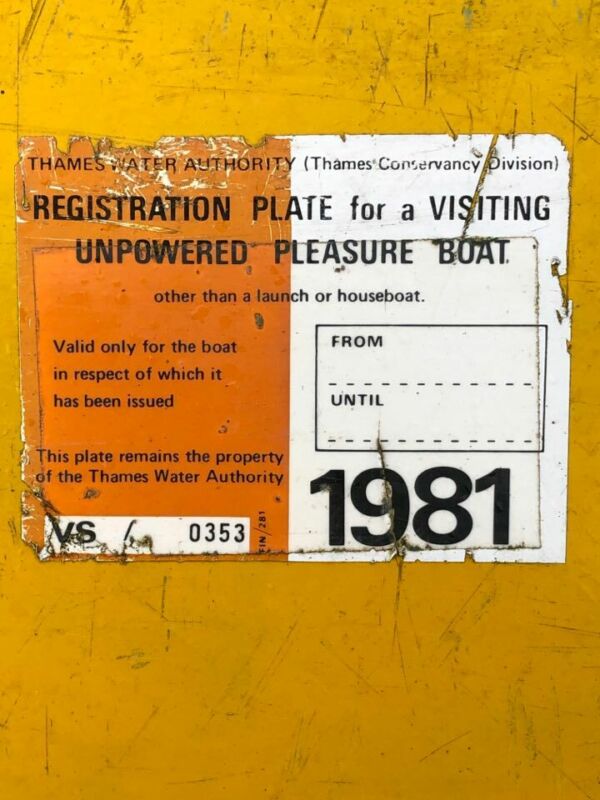 THAMES WATER AUTHORITY (Thames Conservancy Division)
REGISTRATION PLATE for a VISITING
UNPOWERED PLEASURE BOAT
other than a launch or houseboat.
Valid only for the boat
in respect of which it
has been issued
This plate remains the property
of the Thames Water Authority
VS 0353
FIN/281
FROM
UNTIL
1981